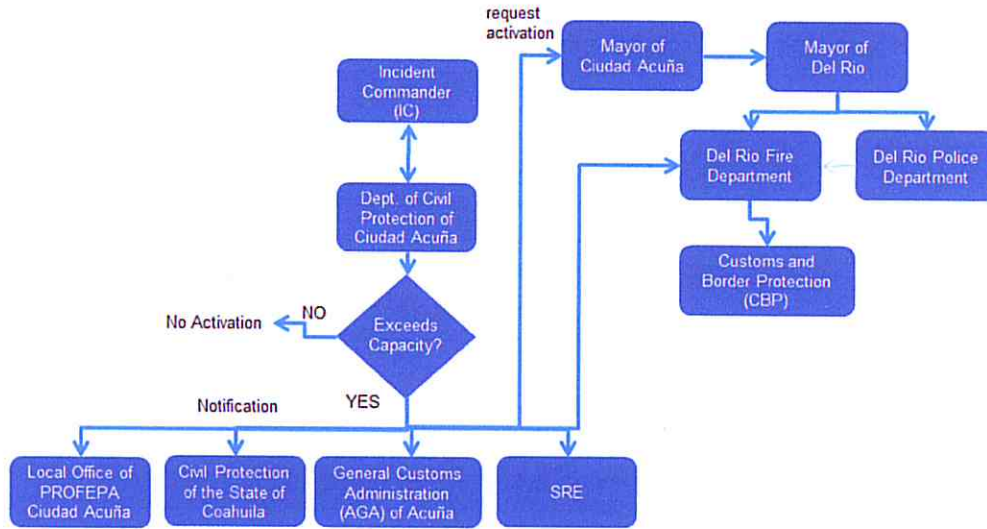 request
activation
Mayor of
Ciudad Acuña
Mayor of
Del Rio
Incident
Commander
(IC)
Del Rio Fire
Department
Del Rio Police
Department
Dept. of Civil
Protection of
Ciudad Acuña
Customs and
Border Protection
(CBP)
NO
No Activation
Exceeds
Capacity?
YES
Notification
Local Office of
PROFEPA
Ciudad Acuña
Civil Protection
of the State of
Coahuila
General Customs
Administration
(AGA) of Acuña
SRE